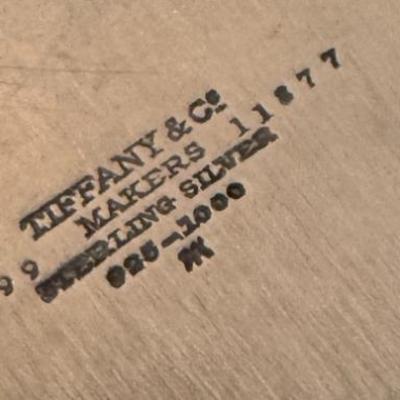 TIFFANY & Co
99 MAKERS 11877
STERLING SILVER
925-1000
M